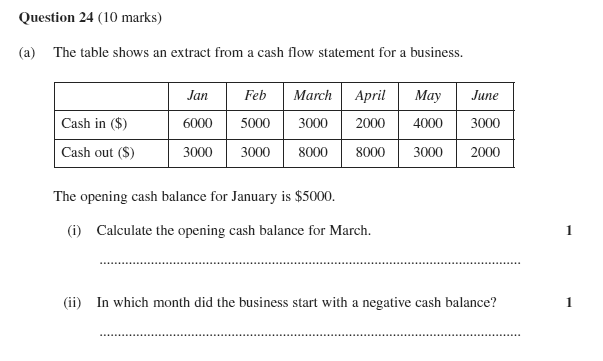 Question 24 (10 marks)
(a) The table shows an extract from a cash flow statement for a business.
Jan Feb March April May June
Cash in ($) 6000 5000 3000 2000 4000 3000
Cash out ($) 3000 3000 8000 8000 3000 2000
The opening cash balance for January is $5000.
(i) Calculate the opening cash balance for March. 1
(ii) In which month did the business start with a negative cash balance? 1